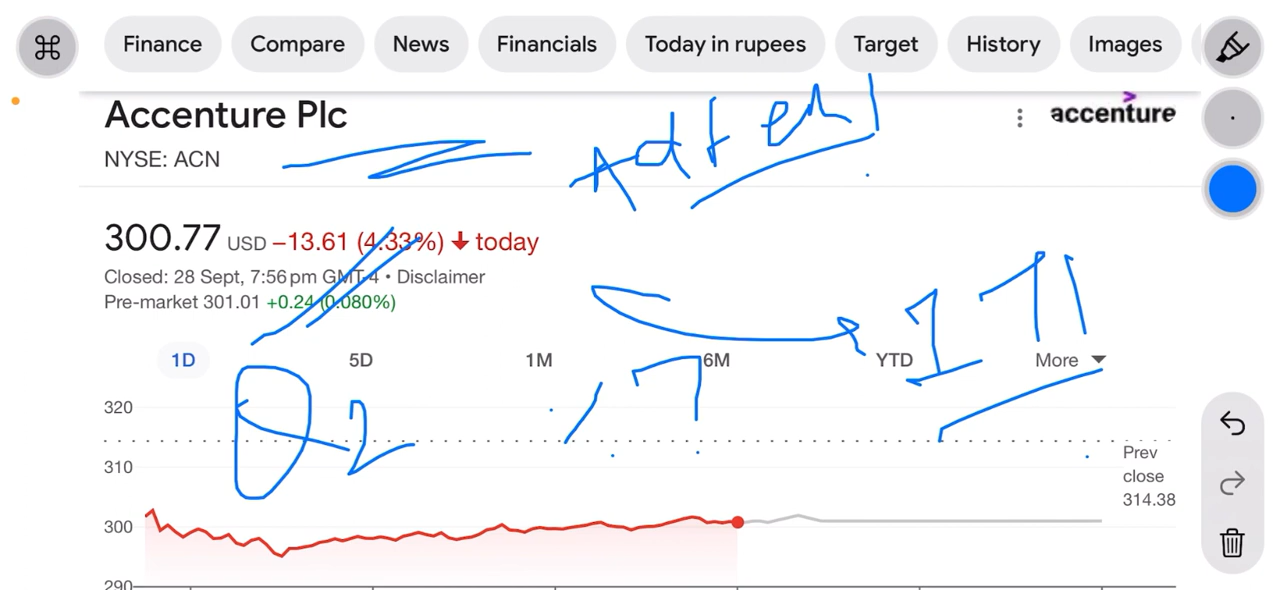 Finance Compare News Financials Today in rupees Target History Images
Accenture Plc
accenture
NYSE: ACN
300.77 USD −13.61 (4.33%) today
Closed: 28 Sept, 7:56 pm GMT-4 • Disclaimer
Pre-market 301.01 +0.24 (0.080%)
1D 5D 1M 6M YTD More
320
310
300
290
Prev
close
314.38